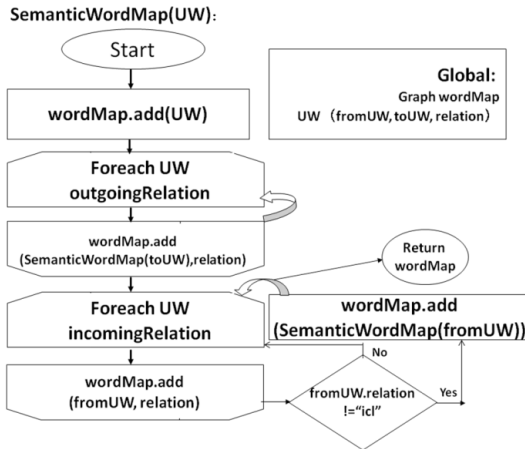 SemanticWordMap(UW):
Start
Global:
Graph wordMap
UW（fromUW, toUW, relation）
wordMap.add(UW)
Foreach UW
outgoingRelation
wordMap.add
(SemanticWordMap(toUW),relation)
Return
wordMap
Foreach UW
incomingRelation
wordMap.add
(SemanticWordMap(fromUW))
No
wordMap.add
(fromUW, relation)
fromUW.relation
!="icl"
Yes